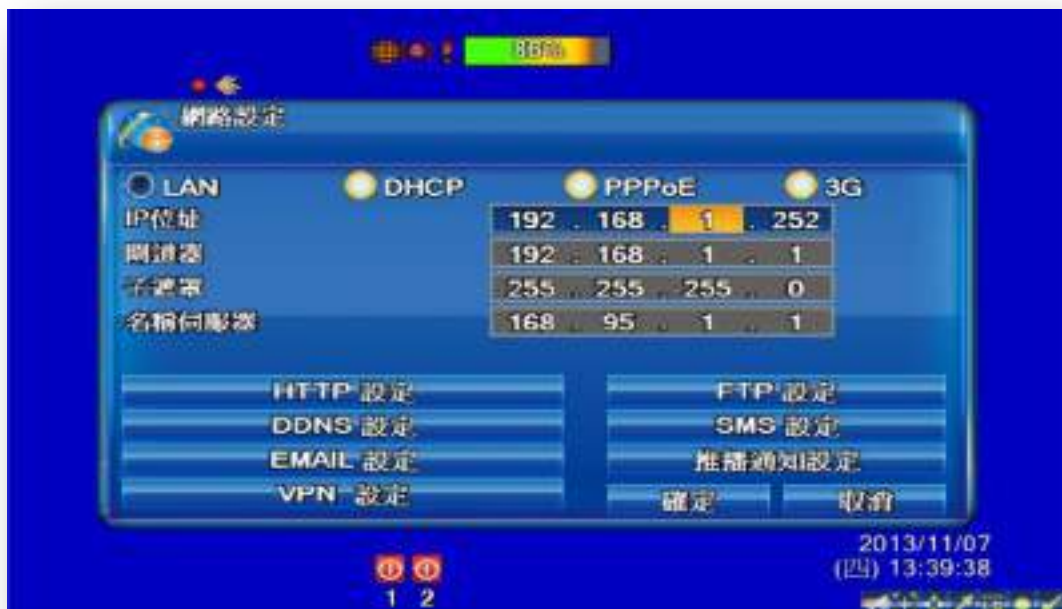 86%
網路設定
LAN DHCP PPPoE 3G
IP位址 192 . 168 . 1 . 252
閘道器 192 . 168 . 1 . 1
子遮罩 255 . 255 . 255 . 0
名稱伺服器 168 . 95 . 1 . 1
HTTP 設定 FTP 設定
DDNS 設定 SMS 設定
EMAIL 設定 推播通知設定
VPN 設定 確定 取消
2013/11/07
(四) 13:39:38
1 2